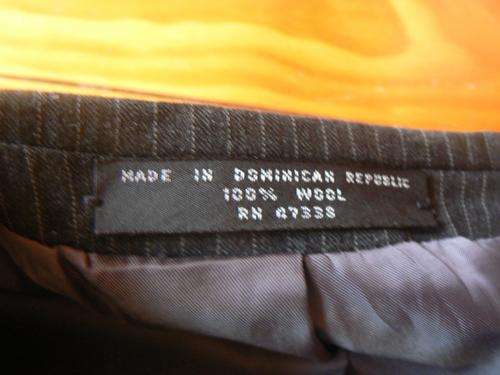 MADE IN DOMINICAN REPUBLIC
100% WOOL
RN 47338